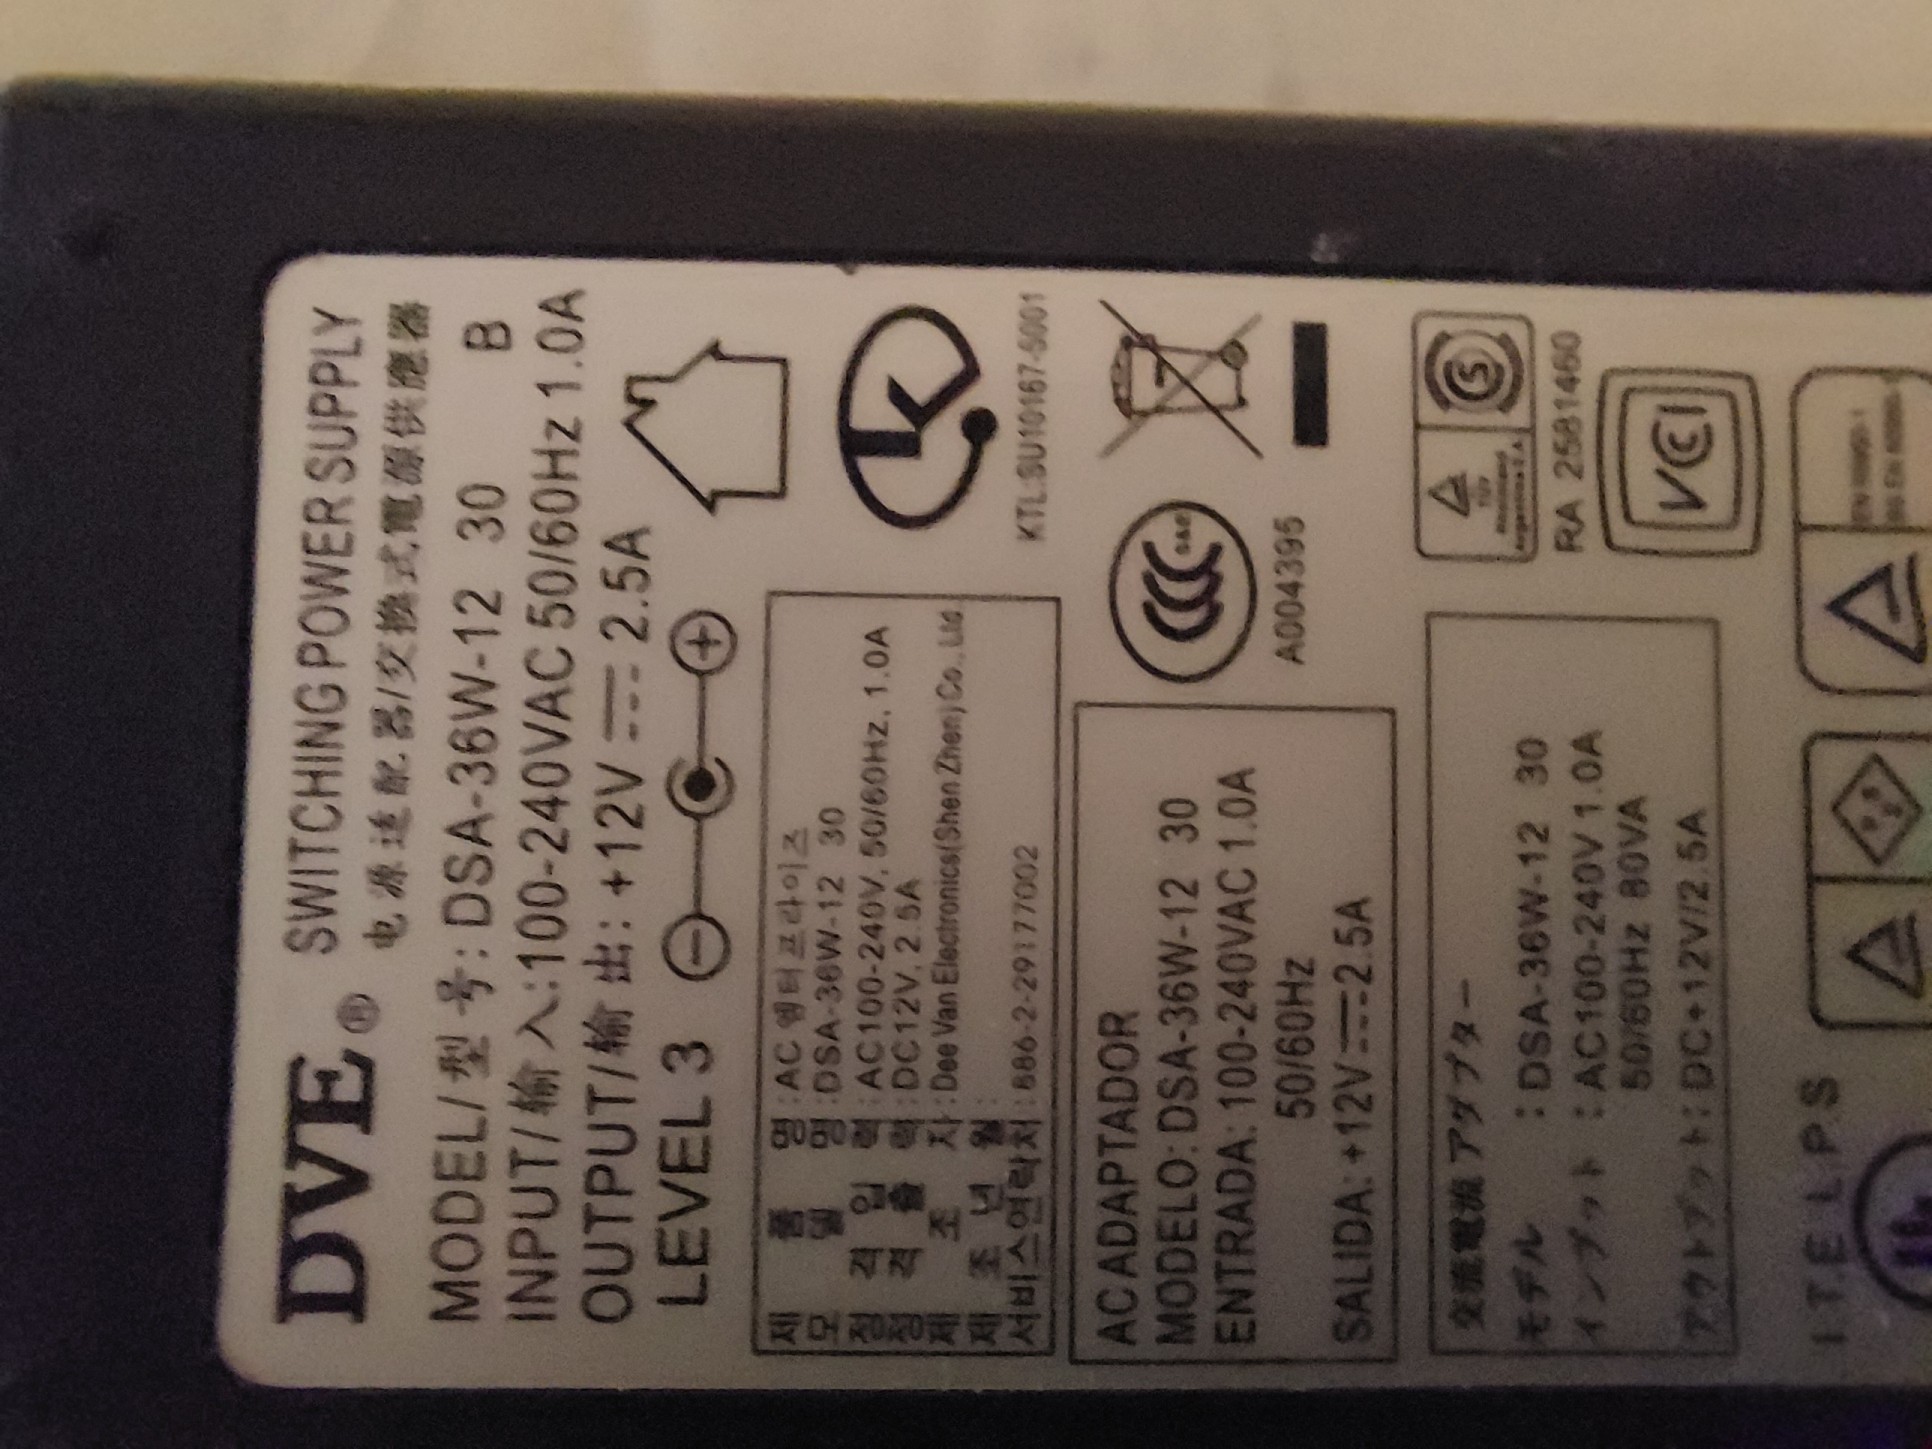 DVE® SWITCHING POWER SUPPLY
电源适配器/交換式電源供應器
MODEL/型号: DSA-36W-12 30 B
INPUT/输入: 100-240VAC 50/60Hz 1.0A
OUTPUT/输出: +12V 2.5A
LEVEL 3
제품명: AC 뎁터프라이즈
모델명: DSA-36W-12 30
정격입력: AC100-240V, 50/60Hz, 1.0A
정격출력: DC12V, 2.5A
제조자: Dee Van Electronics(Shen Zhen) Co., Ltd
제조년월:
서비스연락처: 886-2-29177002
KTL.SU10167-5001
AC ADAPTADOR
MODELO: DSA-36W-12 30
ENTRADA: 100-240VAC 1.0A
50/60Hz
SALIDA: +12V 2.5A
CCC
S&E
A004395
交流電流アダプター
モデル : DSA-36W-12 30
インプット : AC100-240V 1.0A
50/60Hz 80VA
アウトプット: DC+12V/2.5A
TÜV
S
RA 2581460
VCCI
I.T.E L.P.S